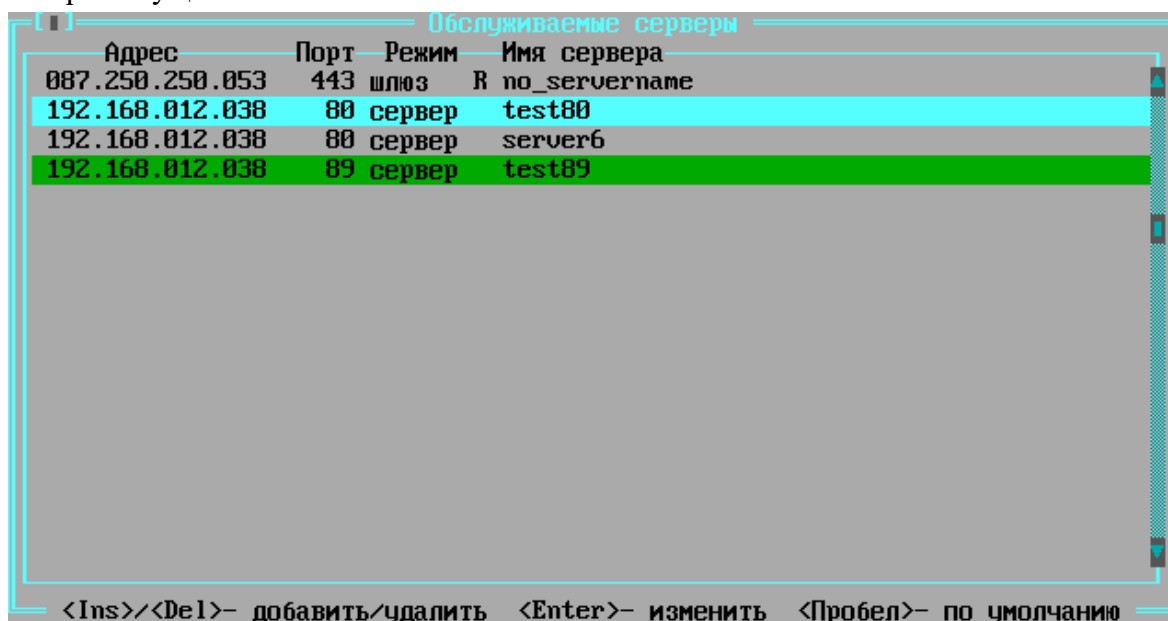 [▮] Обслуживаемые серверы
Адрес Порт Режим Имя сервера
087.250.250.053 443 шлюз R no_servername
192.168.012.038 80 сервер test80
192.168.012.038 80 сервер server6
192.168.012.038 89 сервер test89
<Ins>/<Del>- добавить/удалить <Enter>- изменить <Пробел>- по умолчанию